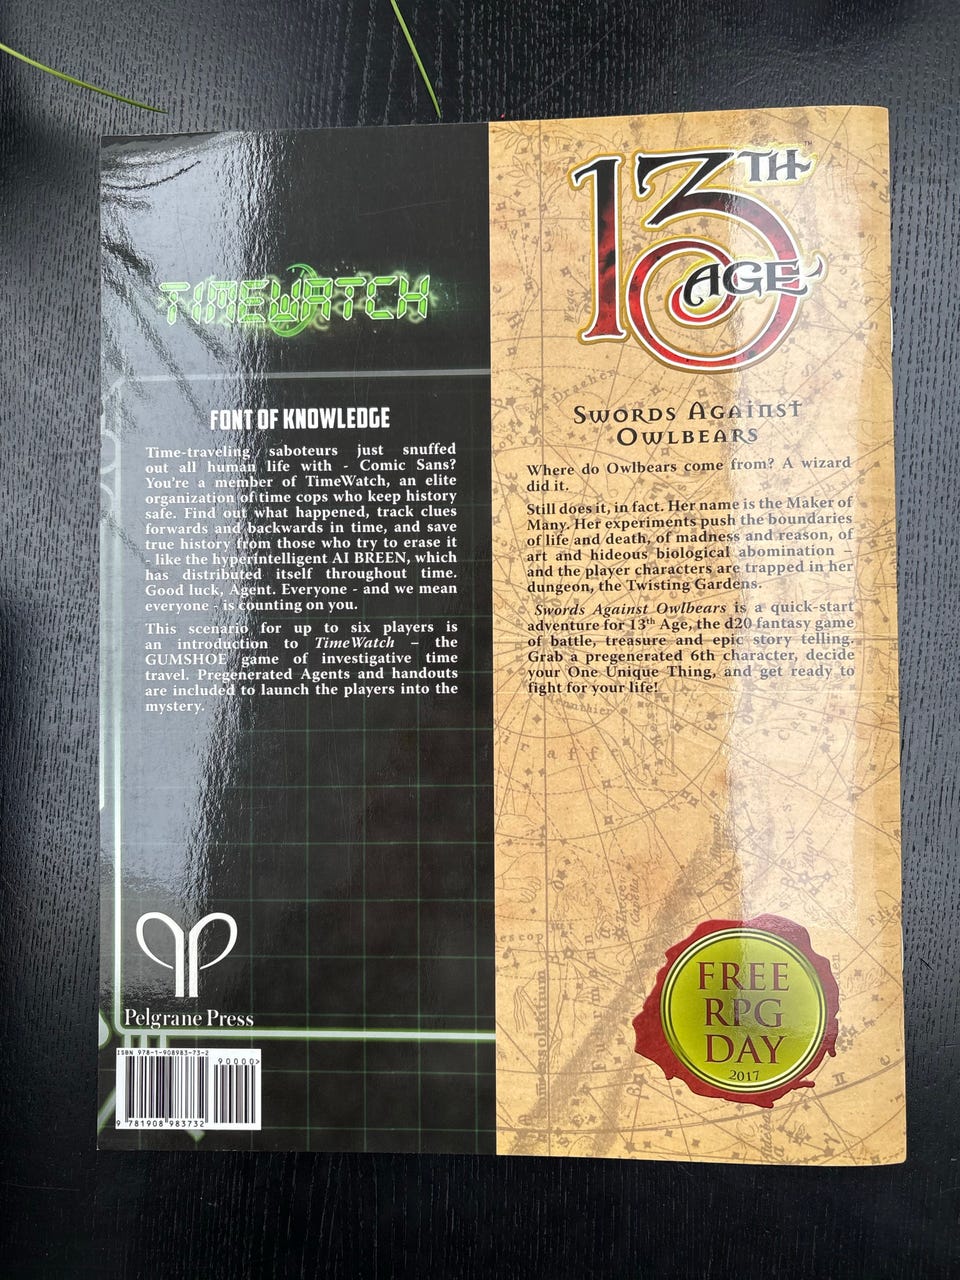 TIMEWATCH
FONT OF KNOWLEDGE
Time-traveling saboteurs just snuffed
out all human life with - Comic Sans?
You're a member of TimeWatch, an elite
organization of time cops who keep history
safe. Find out what happened, track clues
forwards and backwards in time, and save
true history from those who try to erase it
- like the hyperintelligent AI BREEN, which
has distributed itself throughout time.
Good luck, Agent. Everyone - and we mean
everyone - is counting on you.
This scenario for up to six players is
an introduction to TimeWatch – the
GUMSHOE game of investigative time
travel. Pregenerated Agents and handouts
are included to launch the players into the
mystery.
Pelgrane Press
ISBN 978-1-908983-73-2
90000>
9 781908 983732
13TH
AGE
Swords Against
Owlbears
Where do Owlbears come from? A wizard
did it.
Still does it, in fact. Her name is the Maker of
Many. Her experiments push the boundaries
of life and death, of madness and reason, of
art and hideous biological abomination –
and the player characters are trapped in her
dungeon, the Twisting Gardens.
Swords Against Owlbears is a quick-start
adventure for 13th Age, the d20 fantasy game
of battle, treasure and epic story telling.
Grab a pregenerated 6th character, decide
your One Unique Thing, and get ready to
fight for your life!
FREE
RPG
DAY
2017